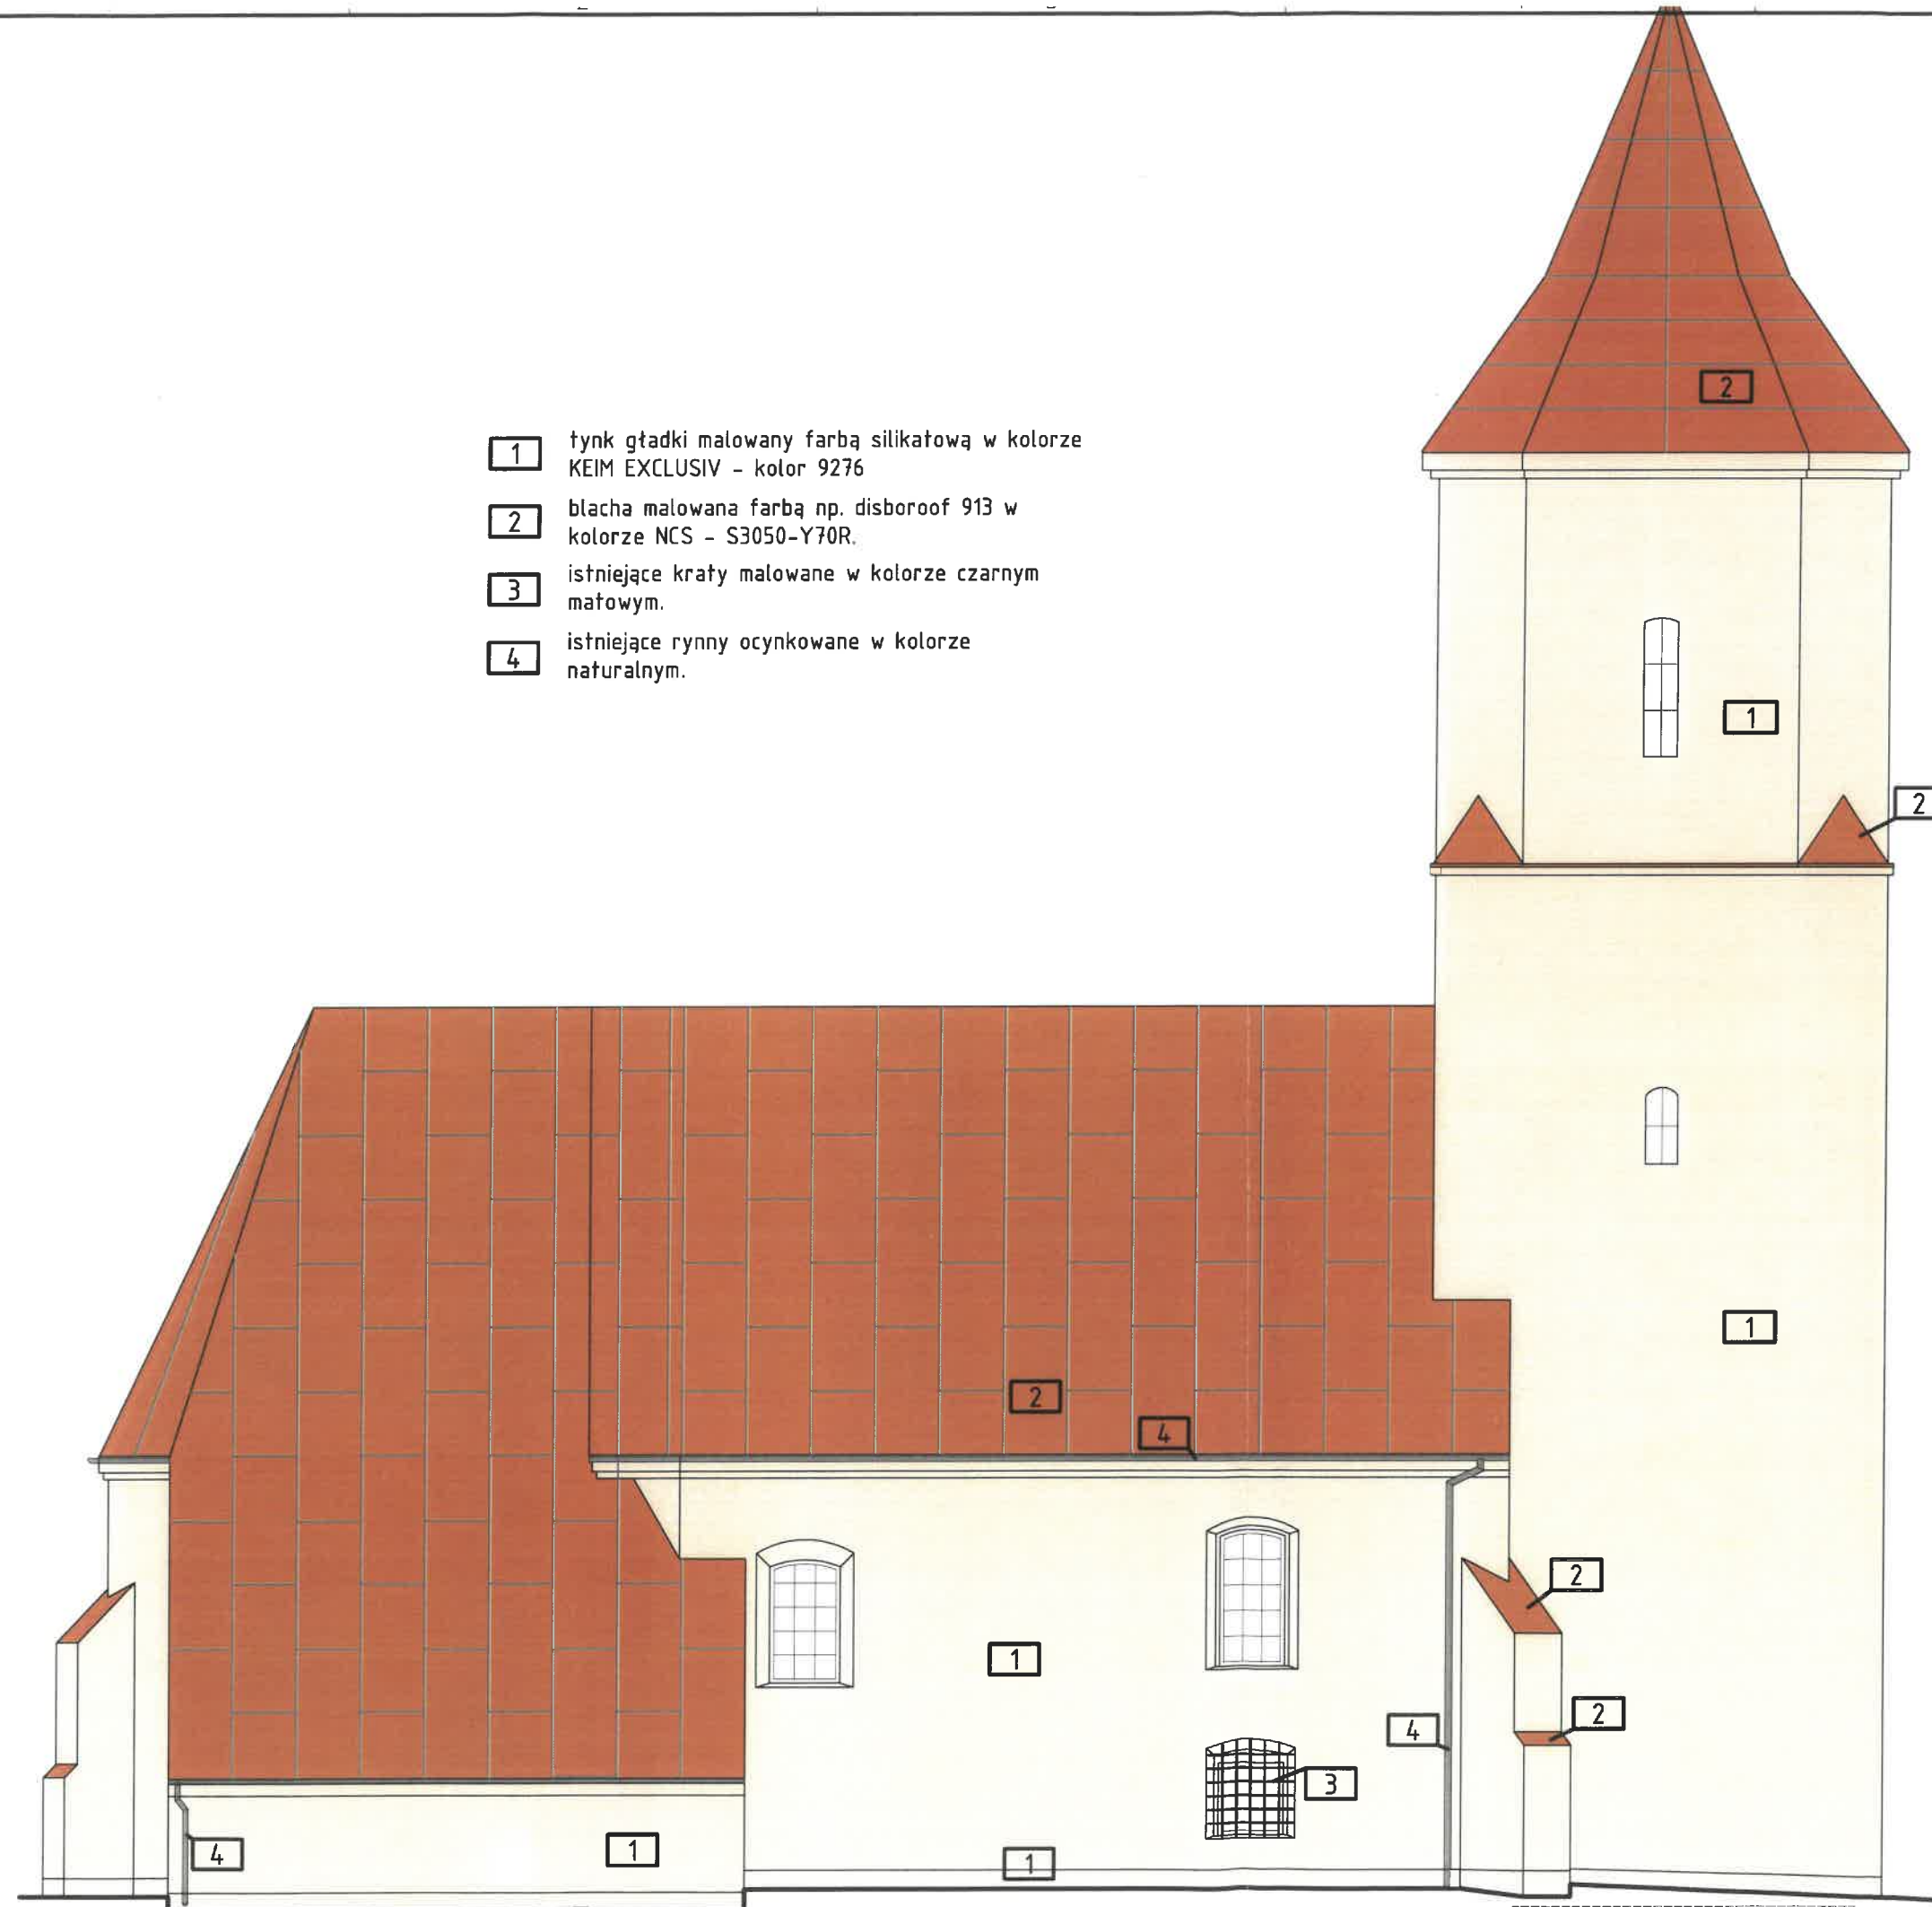 2
1 tynk gładki malowany farbą silikatową w kolorze
KEIM EXCLUSIV - kolor 9276
2 blacha malowana farbą np. disboroof 913 w
kolorze NCS - S3050-Y70R.
3 istniejące kraty malowane w kolorze czarnym
matowym.
4 istniejące rynny ocynkowane w kolorze
naturalnym.
1
2
1
2
4
2
1
2
4
3
4
1
1